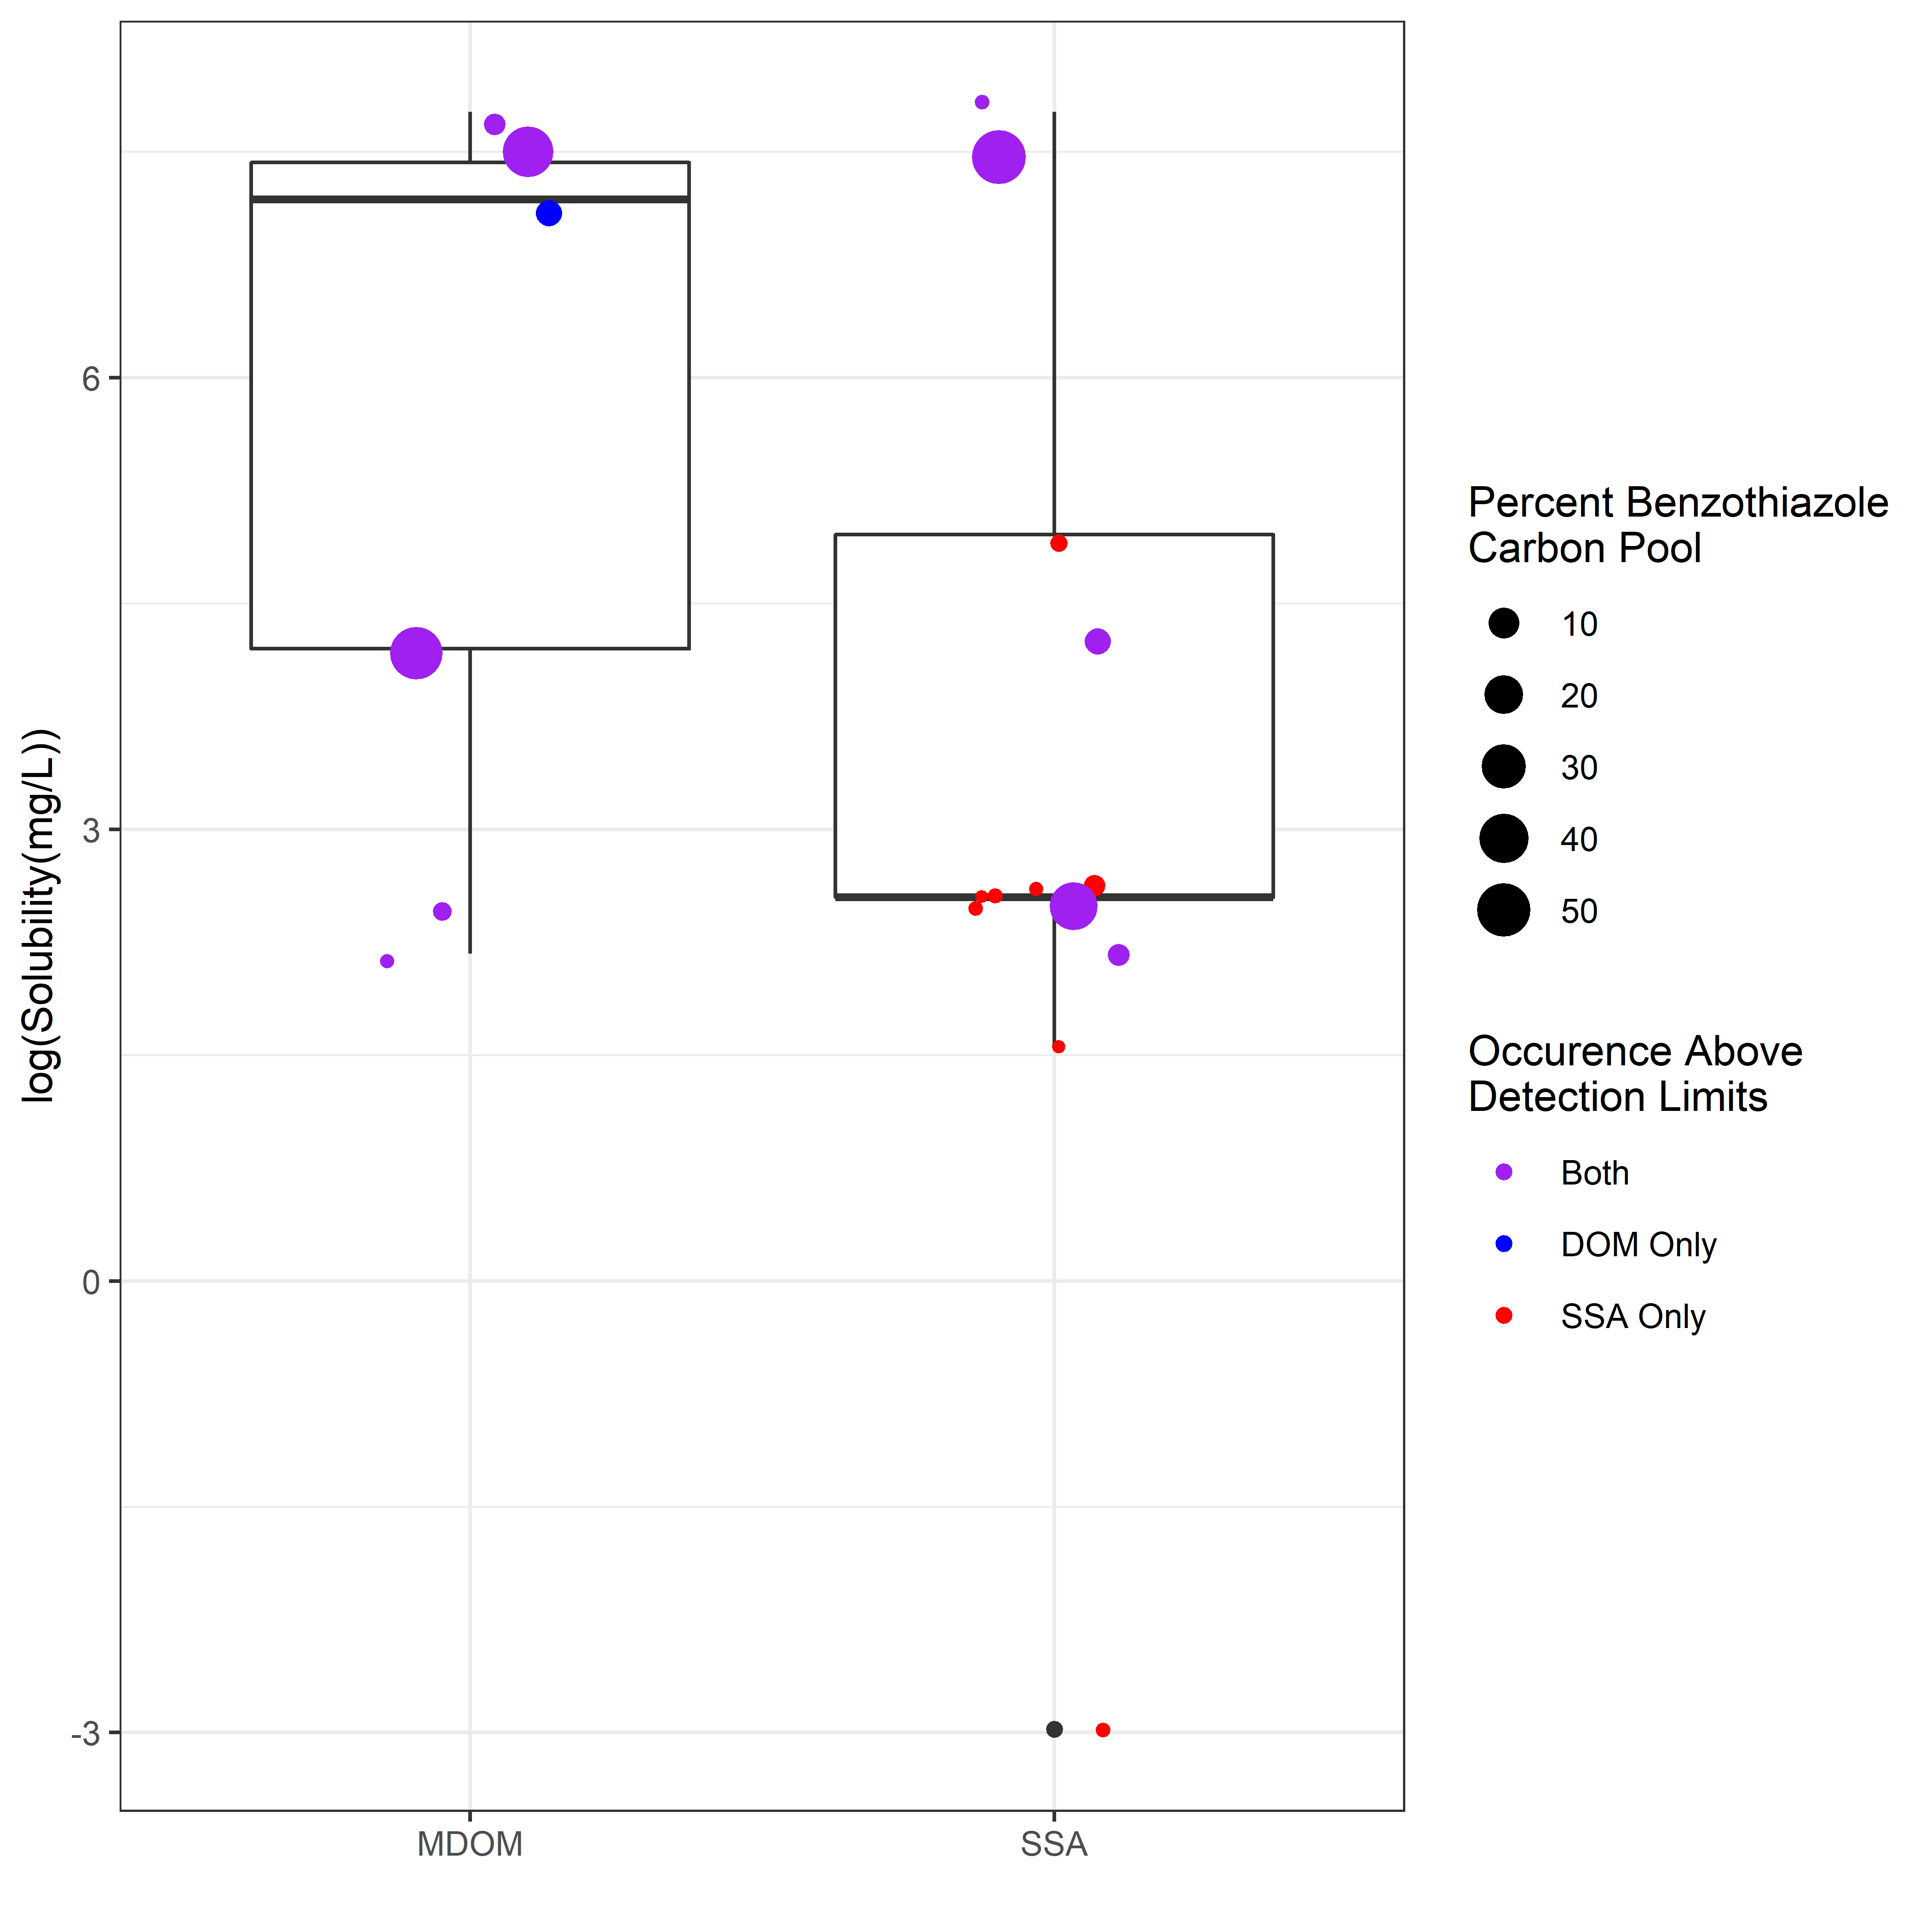 log(Solubility(mg/L))
6
3
0
-3
MDOM
SSA
Percent Benzothiazole
Carbon Pool
10
20
30
40
50
Occurence Above
Detection Limits
Both
DOM Only
SSA Only